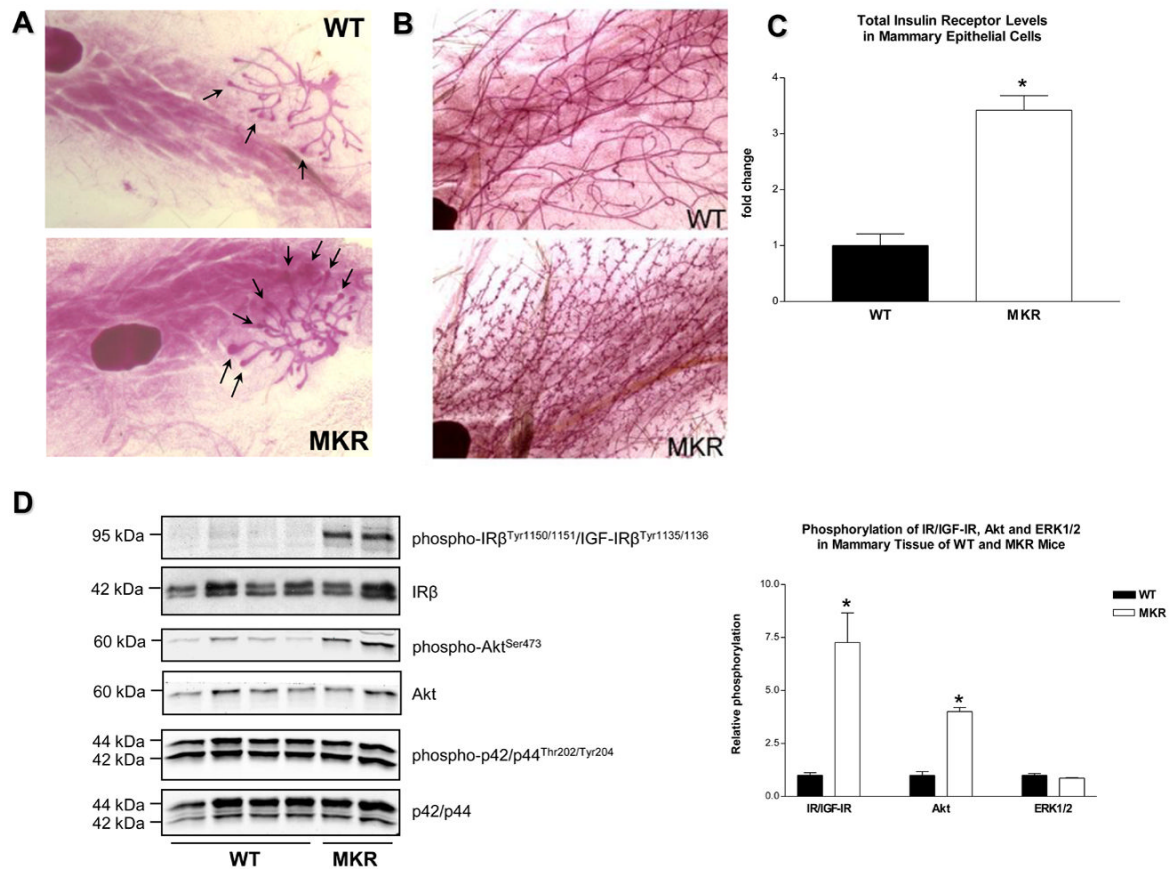 A
WT
MKR
B
WT
MKR
C
Total Insulin Receptor Levels
in Mammary Epithelial Cells
fold change
4
3
2
1
0
*
WT
MKR
D
95 kDa
phospho-IRβTyr1150/1151/IGF-IRβTyr1135/1136
42 kDa
IRβ
60 kDa
phospho-AktSer473
60 kDa
Akt
44 kDa
42 kDa
phospho-p42/p44Thr202/Tyr204
44 kDa
42 kDa
p42/p44
WT
MKR
Phosphorylation of IR/IGF-IR, Akt and ERK1/2
in Mammary Tissue of WT and MKR Mice
Relative phosphorylation
10.0
7.5
5.0
2.5
0.0
*
*
IR/IGF-IR
Akt
ERK1/2
WT
MKR